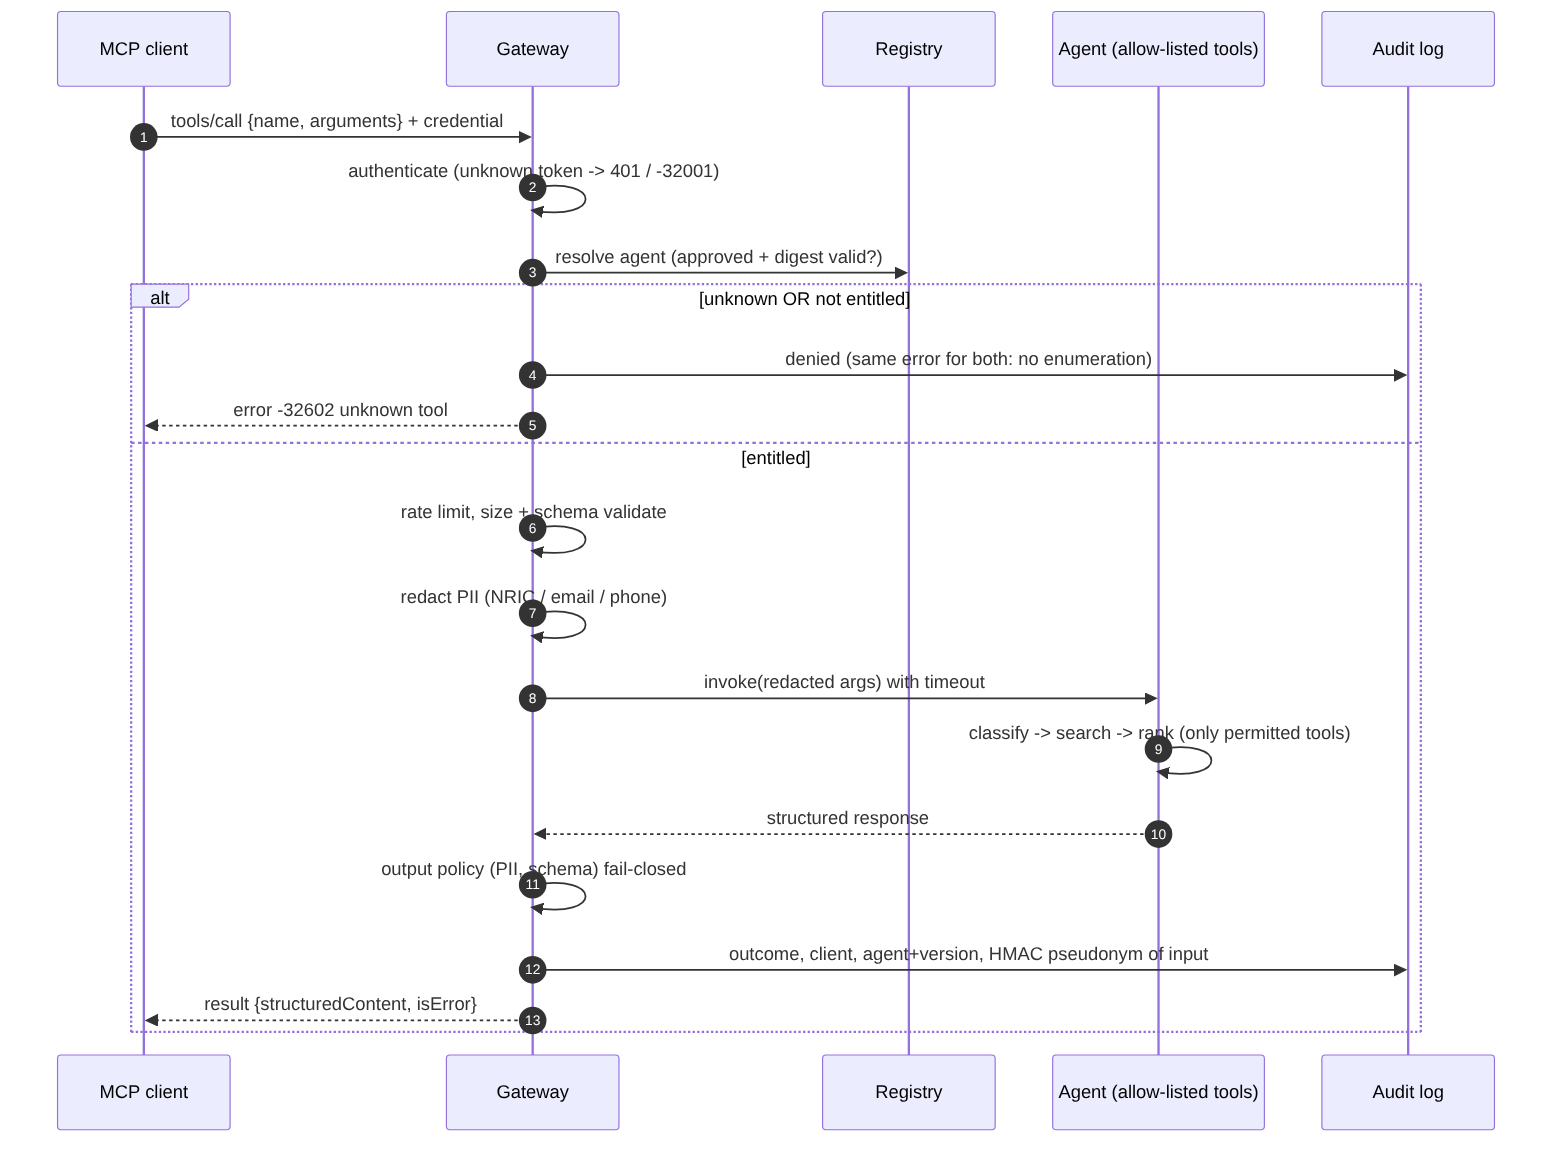 MCP client
Gateway
Registry
Agent (allow-listed tools)
Audit log
1
tools/call {name, arguments} + credential
authenticate (unknown token -> 401 / -32001)
2
3
resolve agent (approved + digest valid?)
alt
[unknown OR not entitled]
4
denied (same error for both: no enumeration)
error -32602 unknown tool
5
[entitled]
rate limit, size + schema validate
6
redact PII (NRIC / email / phone)
7
8
invoke(redacted args) with timeout
classify -> search -> rank (only permitted tools)
9
structured response
10
output policy (PII, schema) fail-closed
11
12
outcome, client, agent+version, HMAC pseudonym of input
result {structuredContent, isError}
13
MCP client
Gateway
Registry
Agent (allow-listed tools)
Audit log